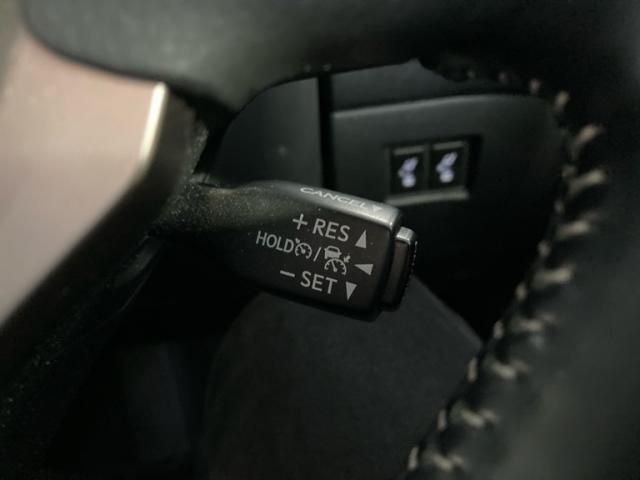 CANCEL
+ RES
HOLD /
− SET